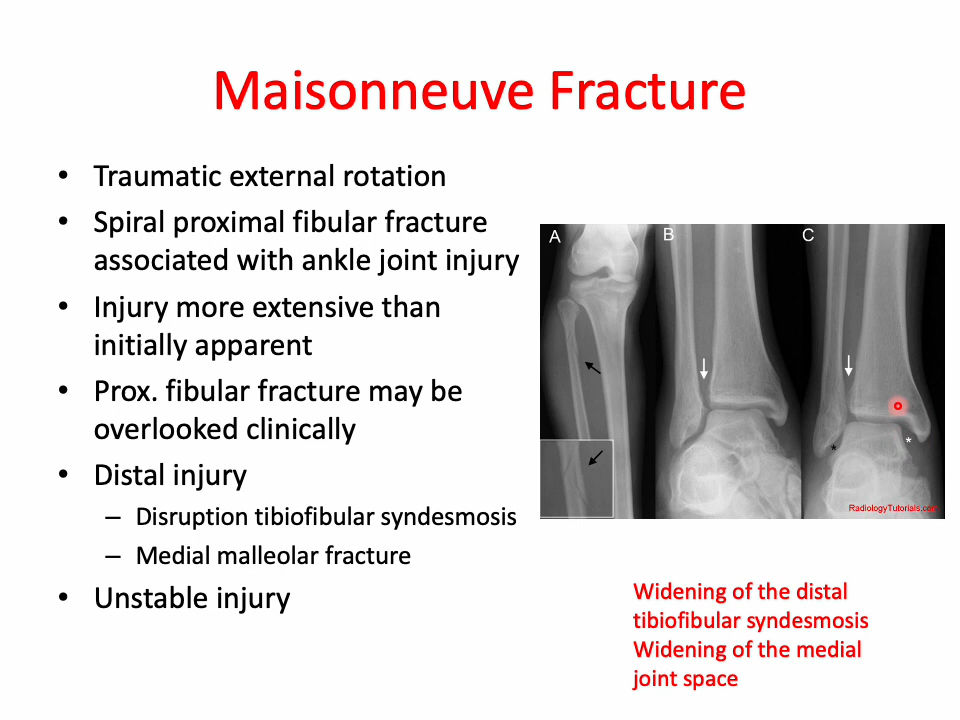 Maisonneuve Fracture
• Traumatic external rotation
• Spiral proximal fibular fracture
associated with ankle joint injury
• Injury more extensive than
initially apparent
• Prox. fibular fracture may be
overlooked clinically
• Distal injury
– Disruption tibiofibular syndesmosis
– Medial malleolar fracture
• Unstable injury
A B C
* *
RadiologyTutorials.com
Widening of the distal
tibiofibular syndesmosis
Widening of the medial
joint space